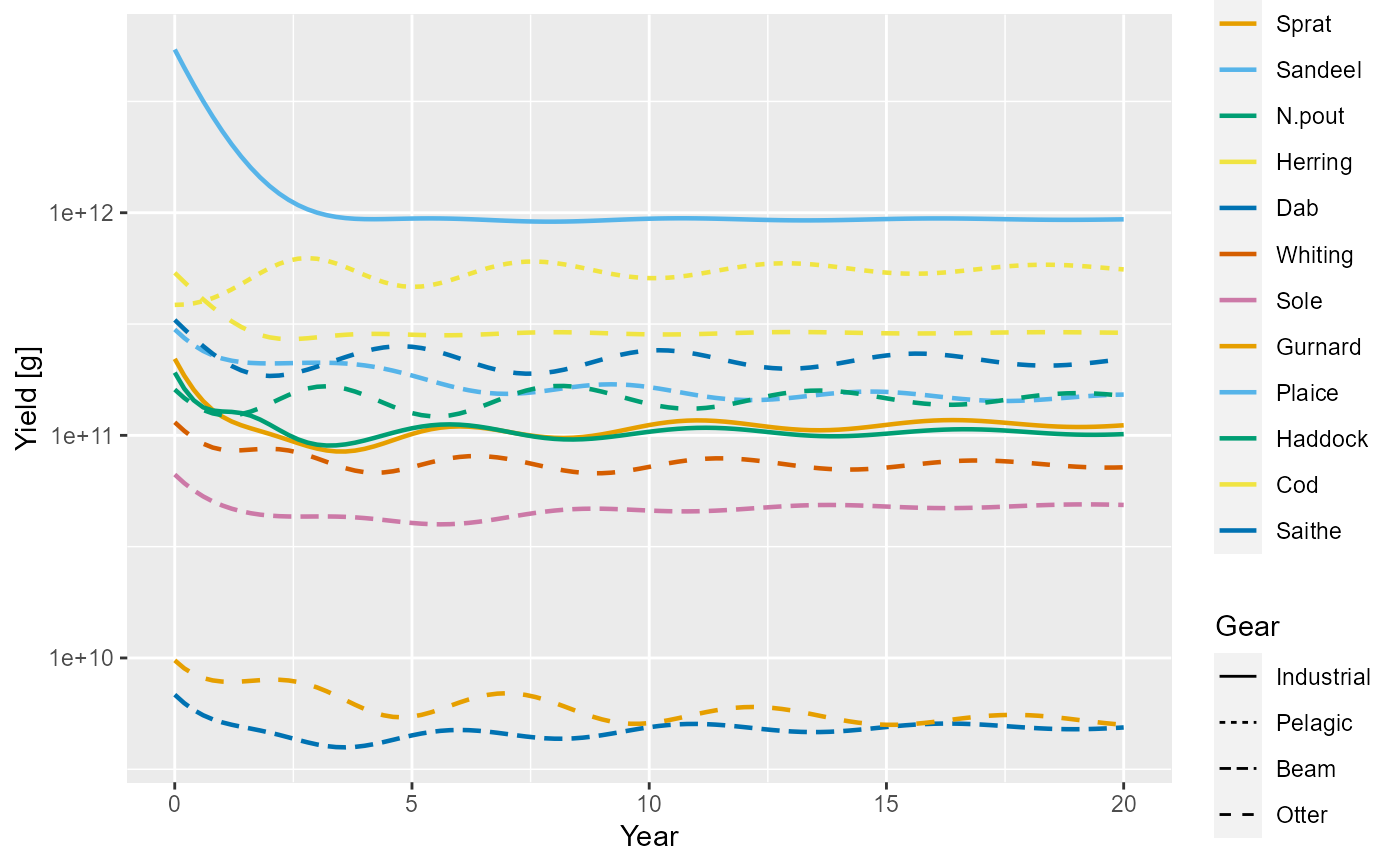 Yield [g]
1e+12
1e+11
1e+10
0
5
10
15
20
Year
Sprat
Sandeel
N.pout
Herring
Dab
Whiting
Sole
Gurnard
Plaice
Haddock
Cod
Saithe
Gear
Industrial
Pelagic
Beam
Otter